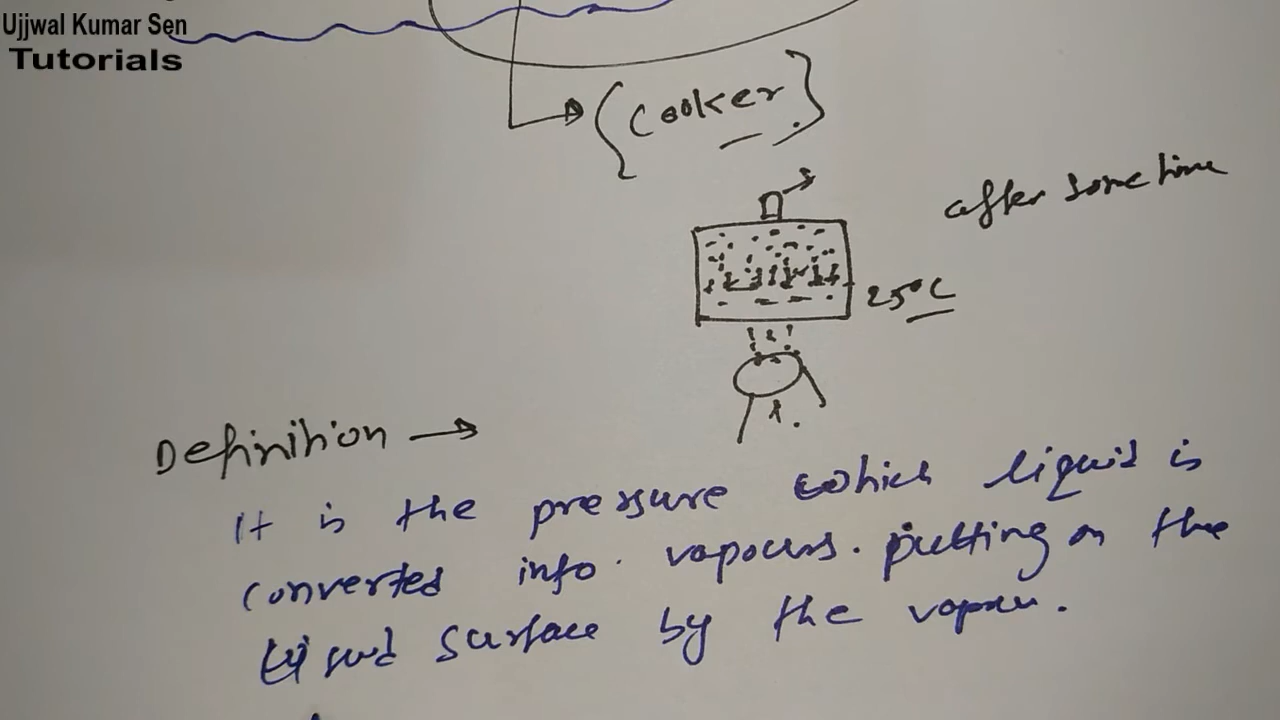 Ujjwal Kumar Sen
Tutorials
{Cooker}
after some time
25°C
Definition →
It is the pressure which liquid is
converted into vapours. putting on the
liquid surface by the vapour.